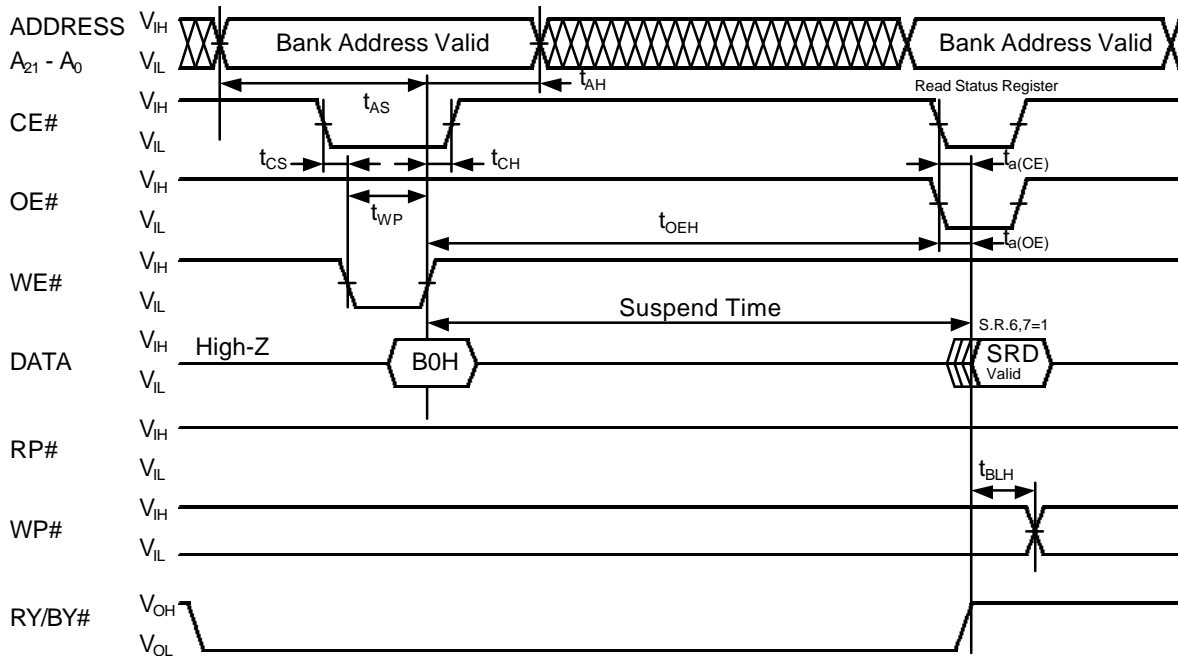 ADDRESS
A21 - A0
VIH
VIL
Bank Address Valid
Bank Address Valid
tAS
tAH
Read Status Register
CE#
VIH
VIL
tCS
tCH
ta(CE)
OE#
VIH
VIL
tWP
tOEH
ta(OE)
WE#
VIH
VIL
Suspend Time
S.R.6,7=1
DATA
VIH
VIL
High-Z
B0H
SRD
Valid
RP#
VIH
VIL
tBLH
WP#
VIH
VIL
RY/BY#
VOH
VOL